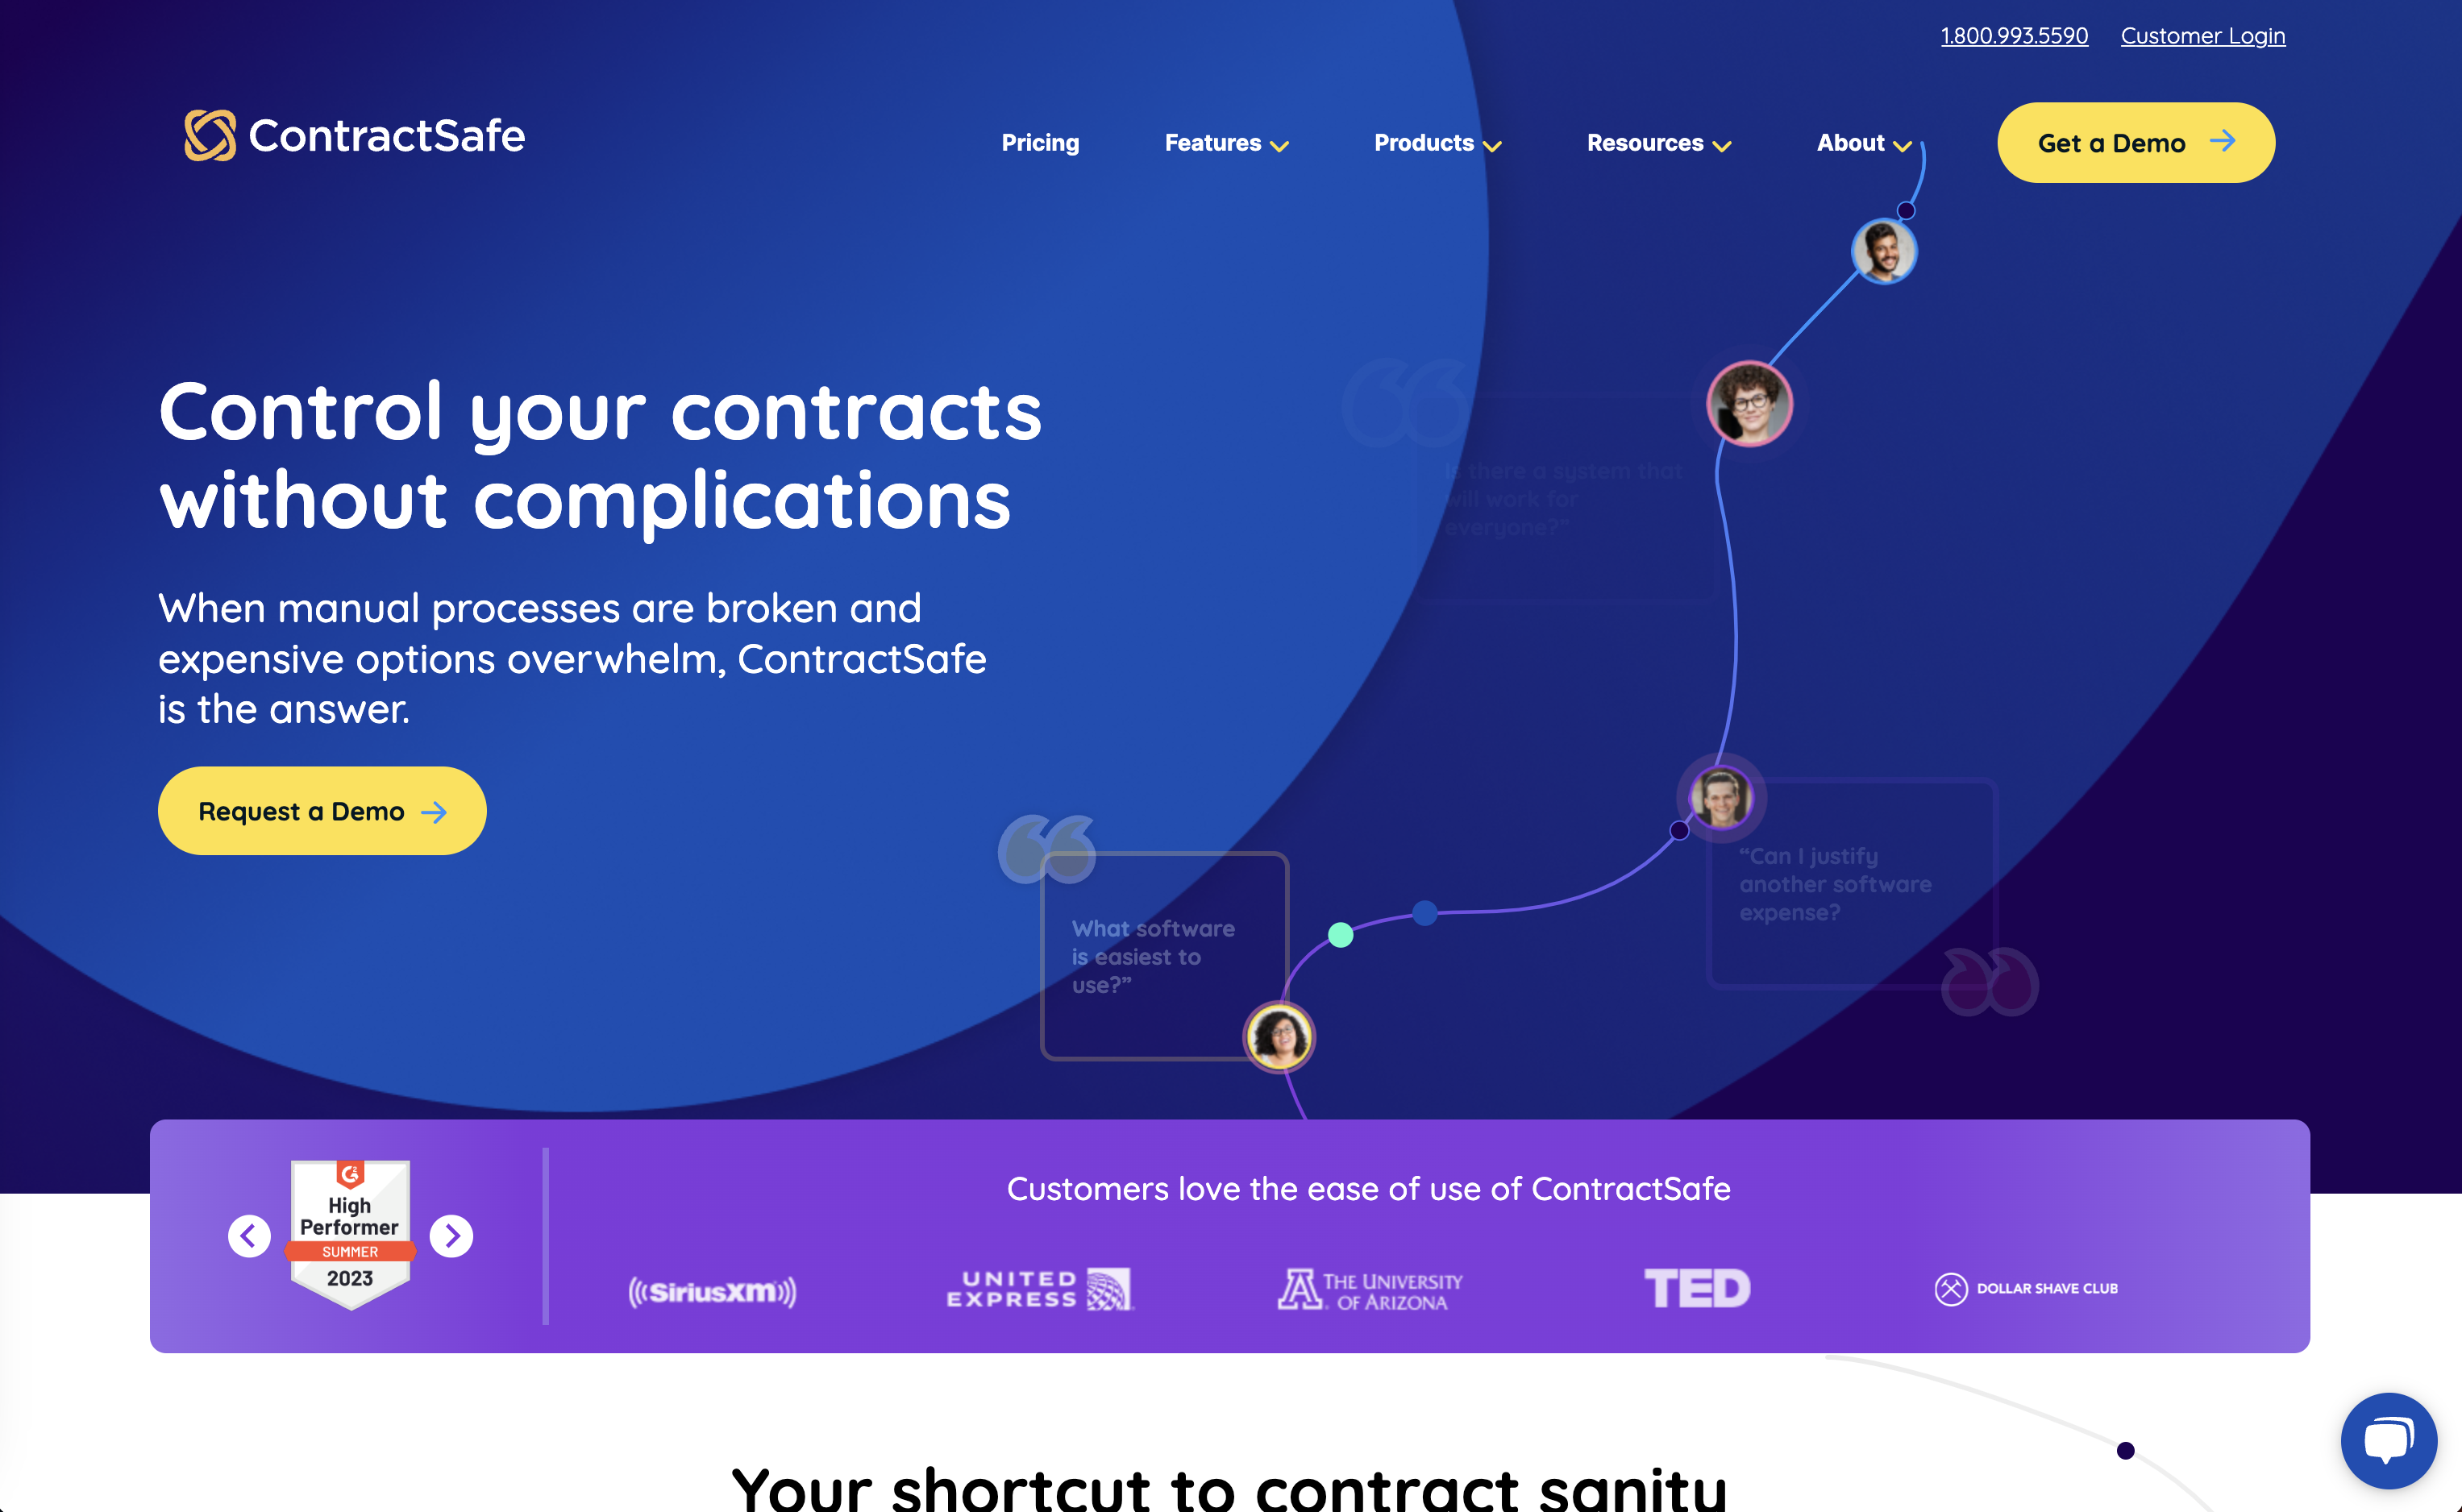 1.800.993.5590 Customer Login
ContractSafe
Pricing Features Products Resources About Get a Demo
Control your contracts
without complications
When manual processes are broken and
expensive options overwhelm, ContractSafe
is the answer.
Request a Demo
Is there a system that
will work for
everyone?”
“Can I justify
another software
expense?
What software
is easiest to
use?”
G2
High
Performer
SUMMER
2023
Customers love the ease of use of ContractSafe
SiriusXM
UNITED
EXPRESS
A THE UNIVERSITY
OF ARIZONA
TED
DOLLAR SHAVE CLUB
Your shortcut to contract sanity